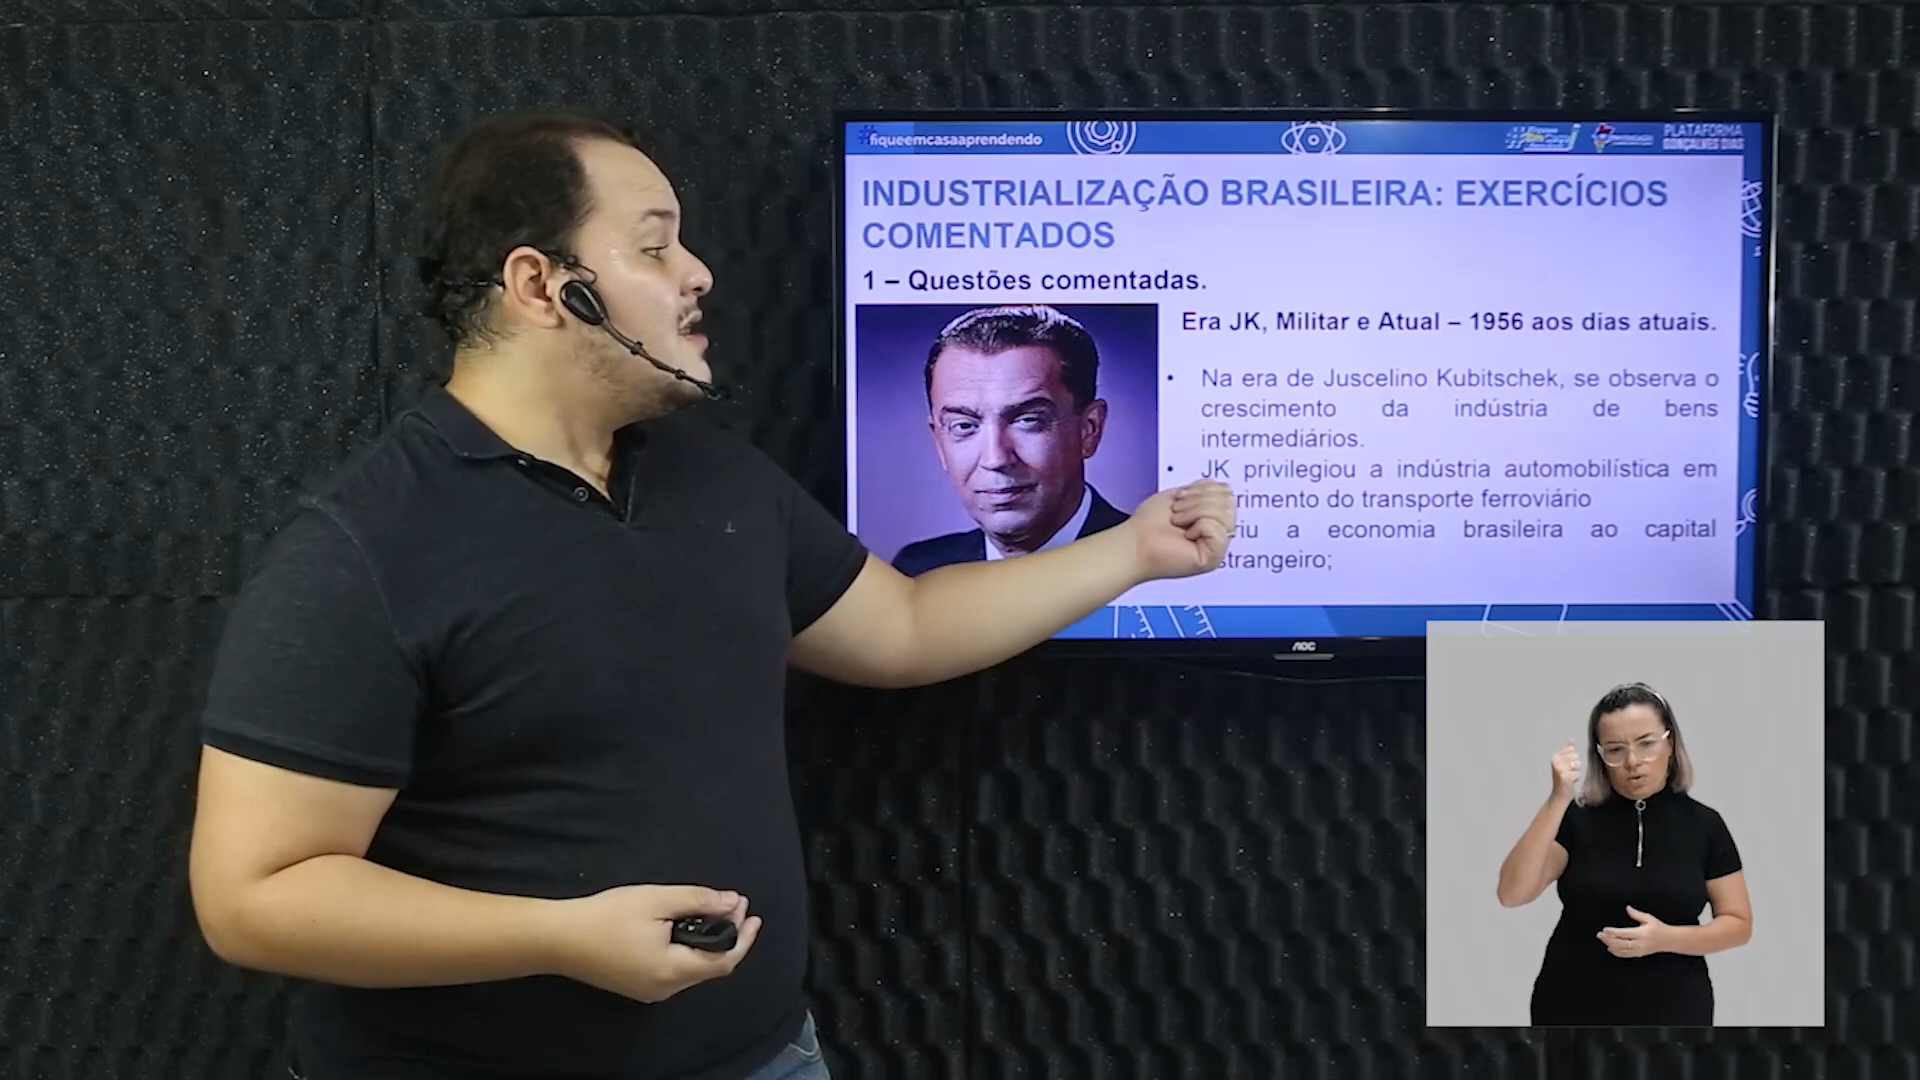 #fiqueemcasaaprendendo
PLATAFORMA
GONÇALVES DIAS
INDUSTRIALIZAÇÃO BRASILEIRA: EXERCÍCIOS
COMENTADOS
1 – Questões comentadas.
Era JK, Militar e Atual – 1956 aos dias atuais.
• Na era de Juscelino Kubitschek, se observa o
crescimento da indústria de bens
intermediários.
• JK privilegiou a indústria automobilística em
rimento do transporte ferroviário
riu a economia brasileira ao capital
strangeiro;
AOC